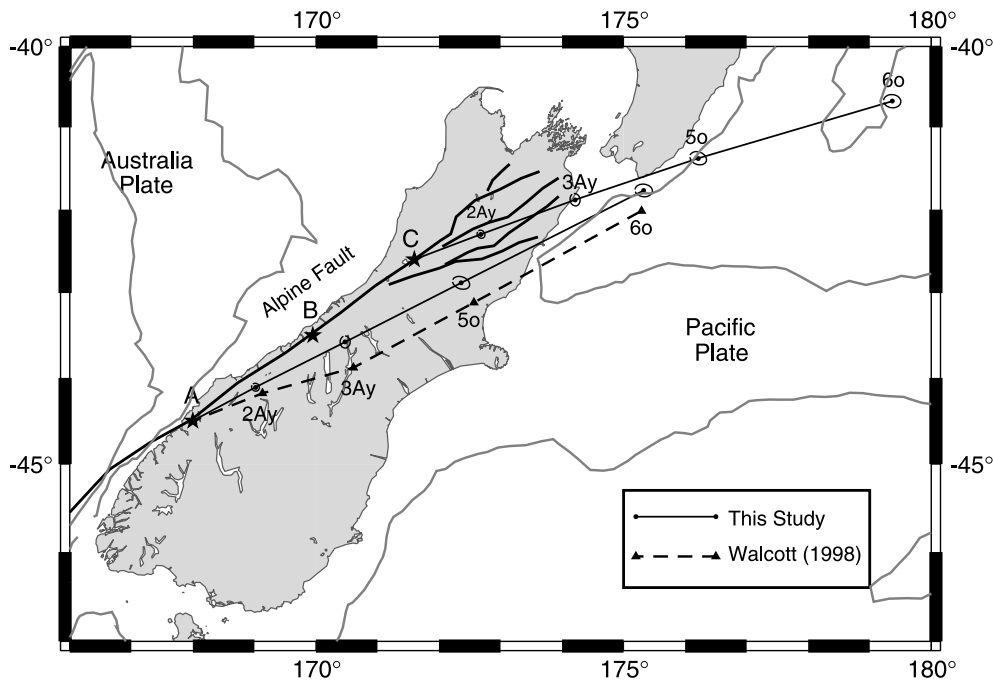 170°
175°
180°
-40°
-40°
6o
5o
Australia
Plate
3Ay
2Ay
C
6o
Alpine Fault
B
5o
Pacific
Plate
A
3Ay
2Ay
-45°
-45°
This Study
Walcott (1998)
170°
175°
180°